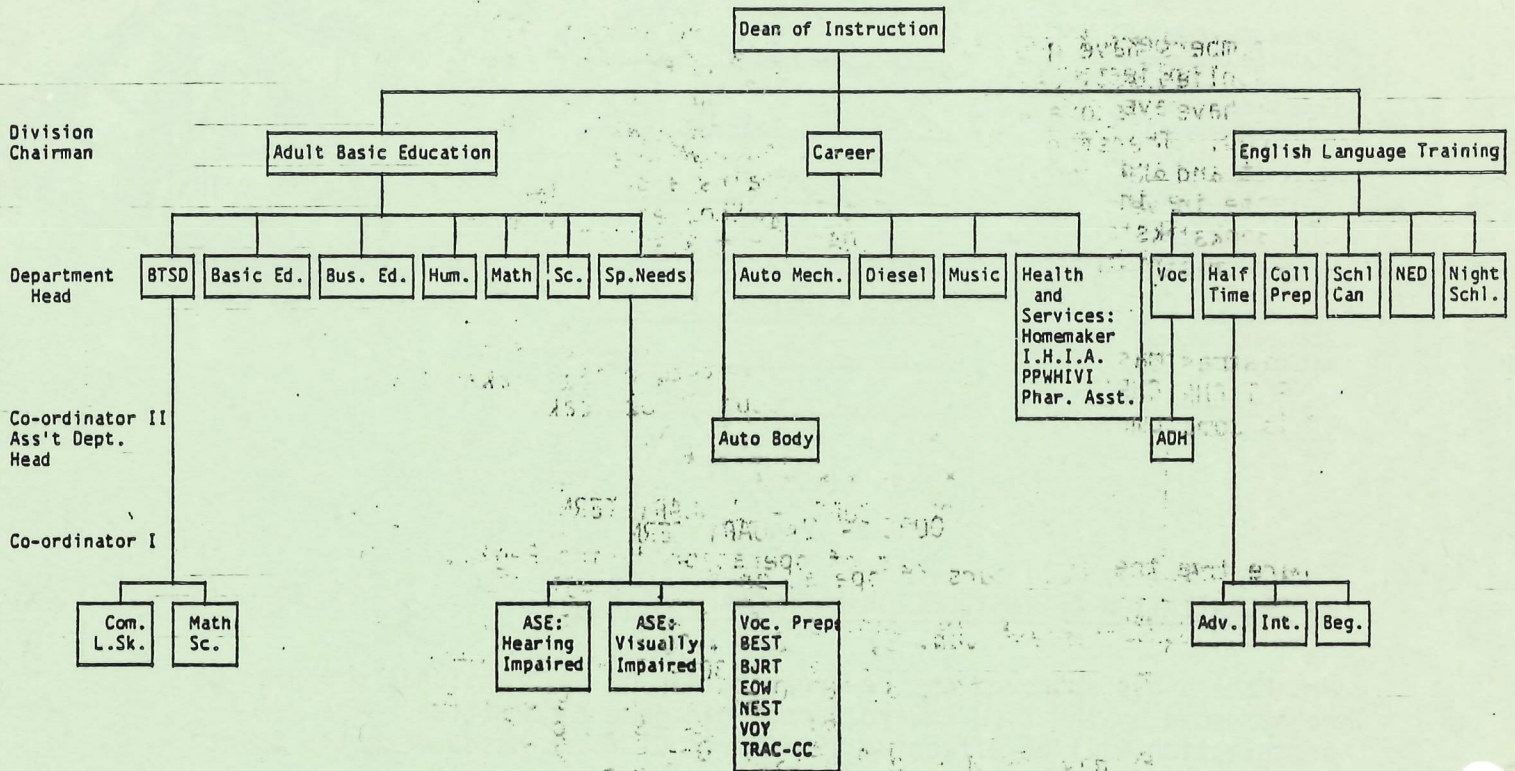 Dean of Instruction
Division
Chairman
Adult Basic Education
Career
English Language Training
Department
Head
BTSD
Basic Ed.
Bus. Ed.
Hum.
Math
Sc.
Sp.Needs
Auto Mech.
Diesel
Music
Health
and
Services:
Homemaker
I.H.I.A.
PPWHIVI
Phar. Asst.
Voc
Half
Time
Coll
Prep
Schl
Can
NED
Night
Schl.
Co-ordinator II
Ass't Dept.
Head
Auto Body
ADH
Co-ordinator I
Com.
L.Sk.
Math
Sc.
ASE:
Hearing
Impaired
ASE:
Visually
Impaired
Voc. Preps
BEST
BJRT
EOW
NEST
VOY
TRAC-CC
Adv.
Int.
Beg.